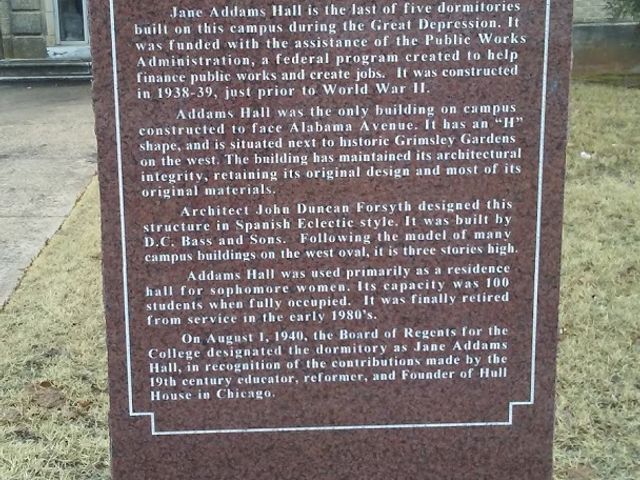 Jane Addams Hall is the last of five dormitories
built on this campus during the Great Depression. It
was funded with the assistance of the Public Works
Administration, a federal program created to help
finance public works and create jobs. It was constructed
in 1938-39, just prior to World War II.
Addams Hall was the only building on campus
constructed to face Alabama Avenue. It has an "H"
shape, and is situated next to historic Grimsley Gardens
on the west. The building has maintained its architectural
integrity, retaining its original design and most of its
original materials.
Architect John Duncan Forsyth designed this
structure in Spanish Eclectic style. It was built by
D.C. Bass and Sons. Following the model of many
campus buildings on the west oval, it is three stories high.
Addams Hall was used primarily as a residence
hall for sophomore women. Its capacity was 100
students when fully occupied. It was finally retired
from service in the early 1980's.
On August 1, 1940, the Board of Regents for the
College designated the dormitory as Jane Addams
Hall, in recognition of the contributions made by the
19th century educator, reformer, and Founder of Hull
House in Chicago.